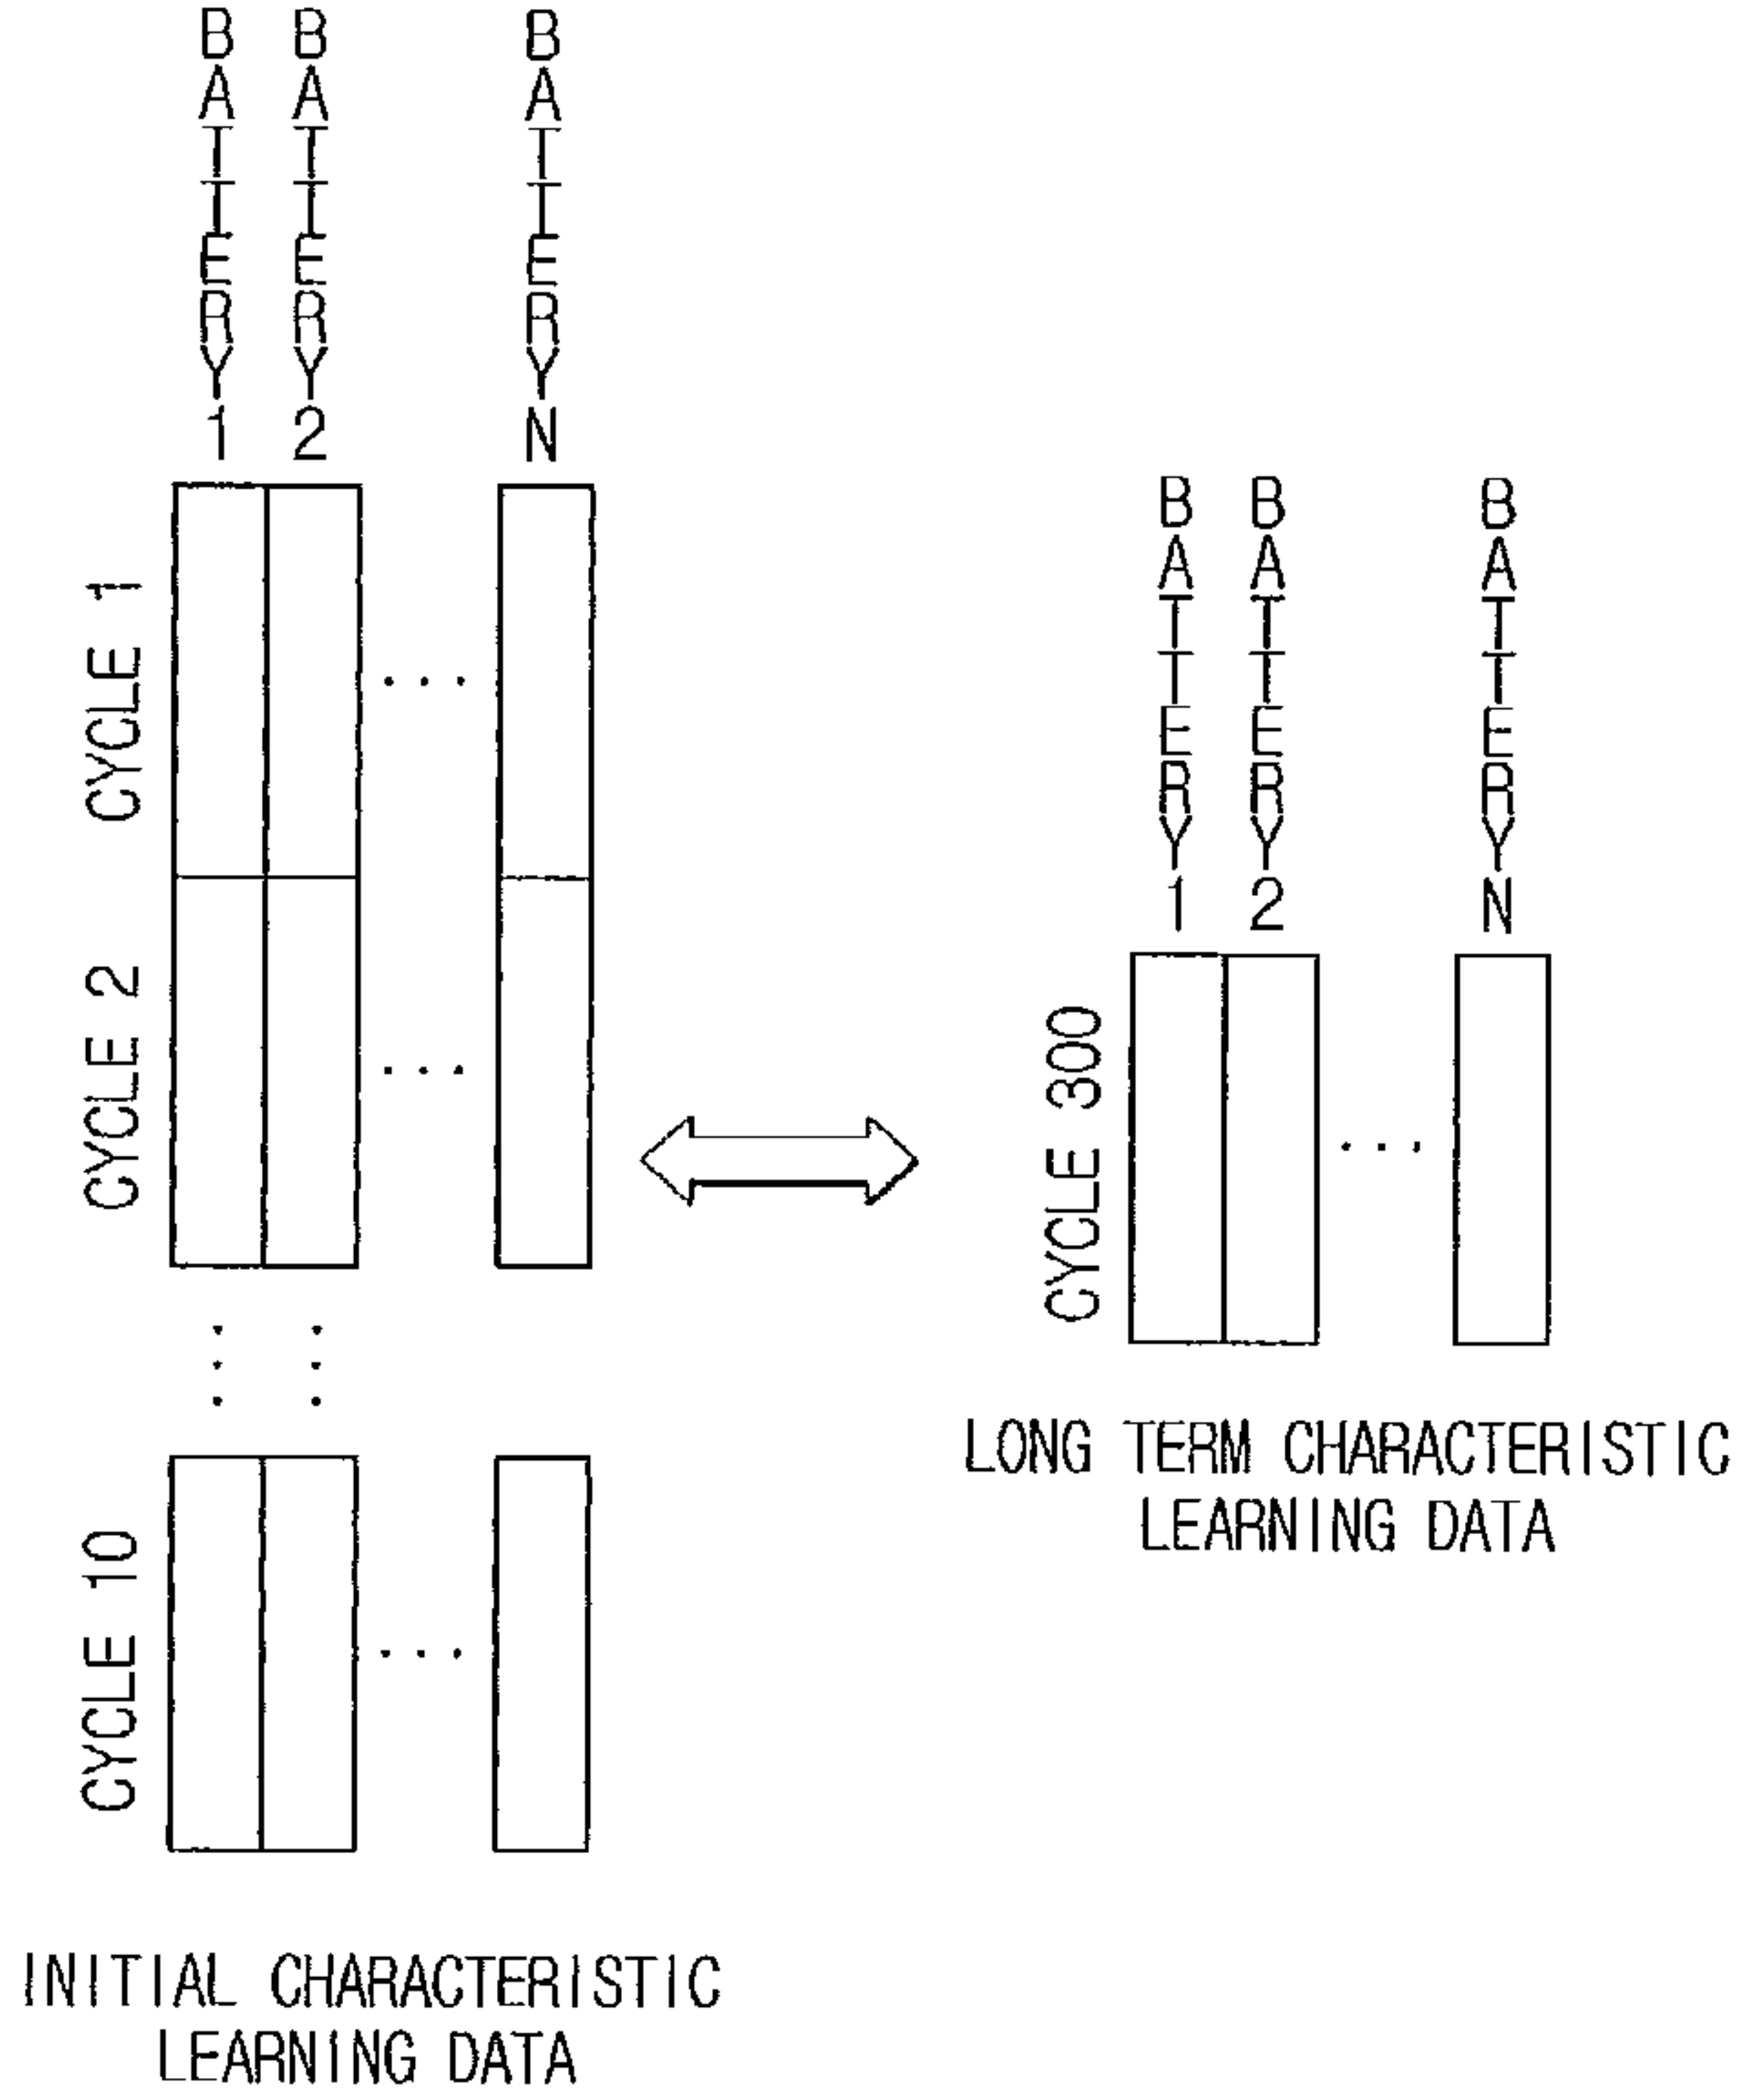 BATTERY 1
BATTERY 2
BATTERY N
CYCLE 1
CYCLE 2
CYCLE 10
INITIAL CHARACTERISTIC
LEARNING DATA
BATTERY 1
BATTERY 2
BATTERY N
CYCLE 300
LONG TERM CHARACTERISTIC
LEARNING DATA